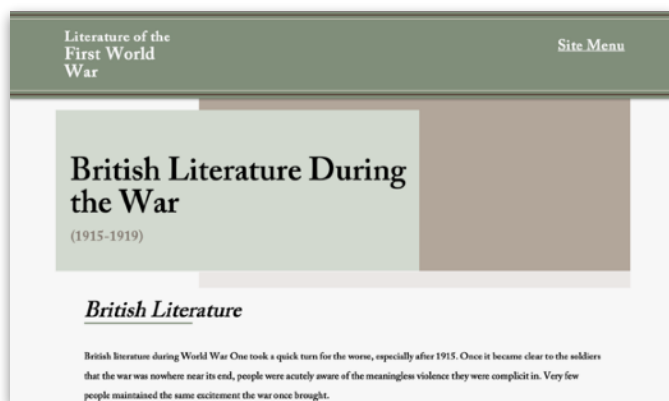 Literature of the
First World
War
Site Menu
British Literature During
the War
(1915-1919)
British Literature
British literature during World War One took a quick turn for the worse, especially after 1915. Once it became clear to the soldiers
that the war was nowhere near its end, people were acutely aware of the meaningless violence they were complicit in. Very few
people maintained the same excitement the war once brought.